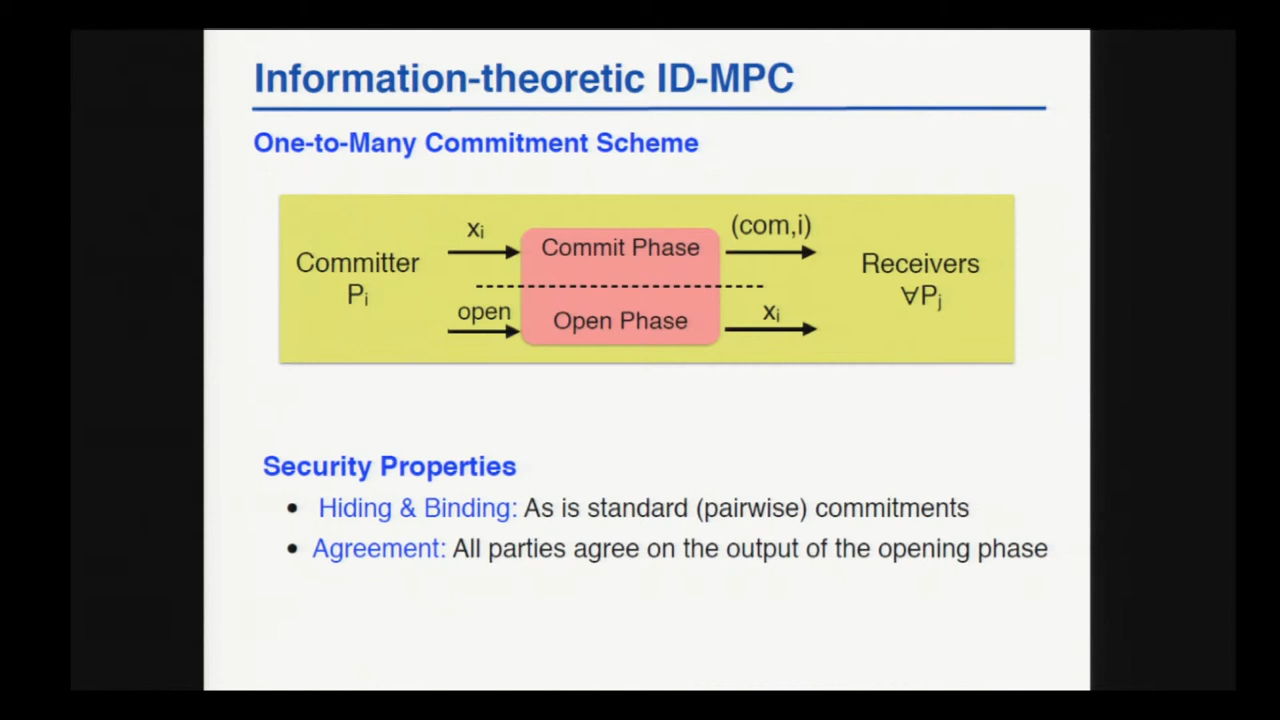 Information-theoretic ID-MPC
One-to-Many Commitment Scheme
xᵢ
Commit Phase
(com,i)
Committer
Pᵢ
Receivers
∀Pⱼ
open
Open Phase
xᵢ
Security Properties
• Hiding & Binding: As is standard (pairwise) commitments
• Agreement: All parties agree on the output of the opening phase